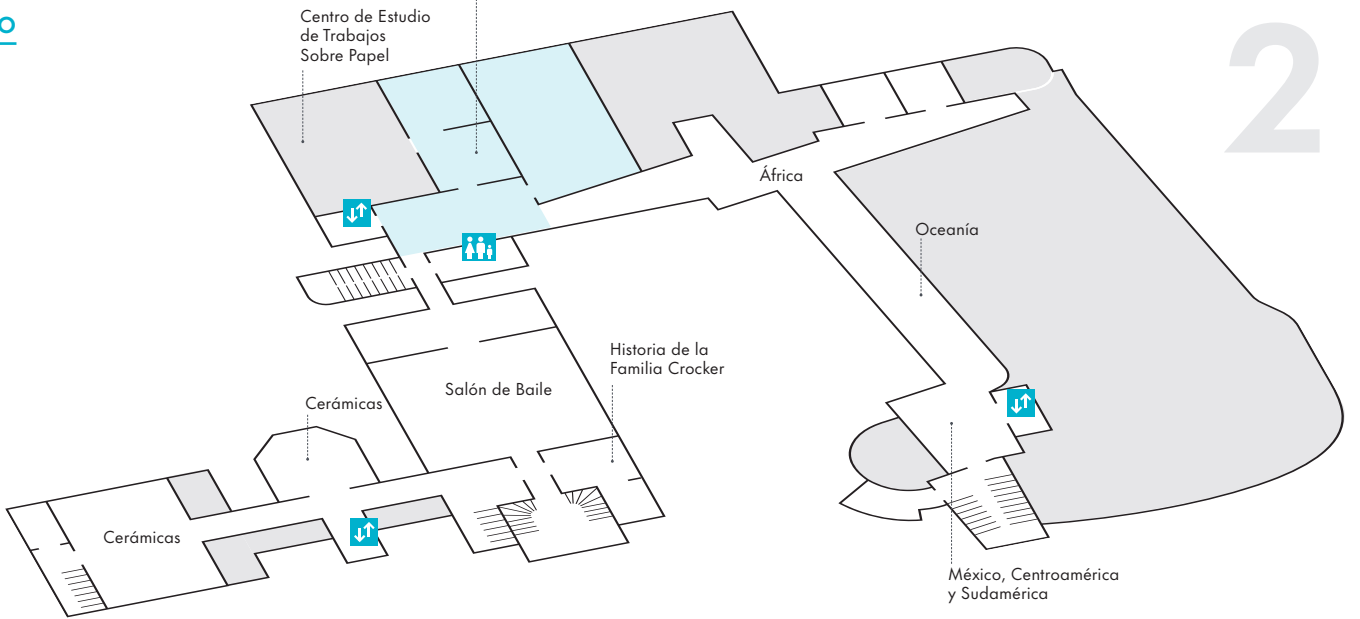 o
Centro de Estudio
de Trabajos
Sobre Papel
2
África
Oceanía
Historia de la
Familia Crocker
Salón de Baile
Cerámicas
Cerámicas
México, Centroamérica
y Sudamérica